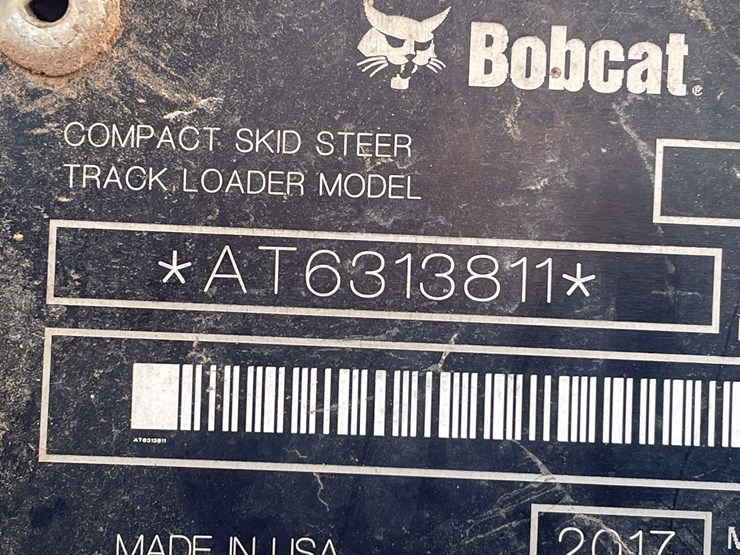 Bobcat®
COMPACT SKID STEER
TRACK LOADER MODEL
*AT6313811*
AT6313811
MADE IN USA
2017